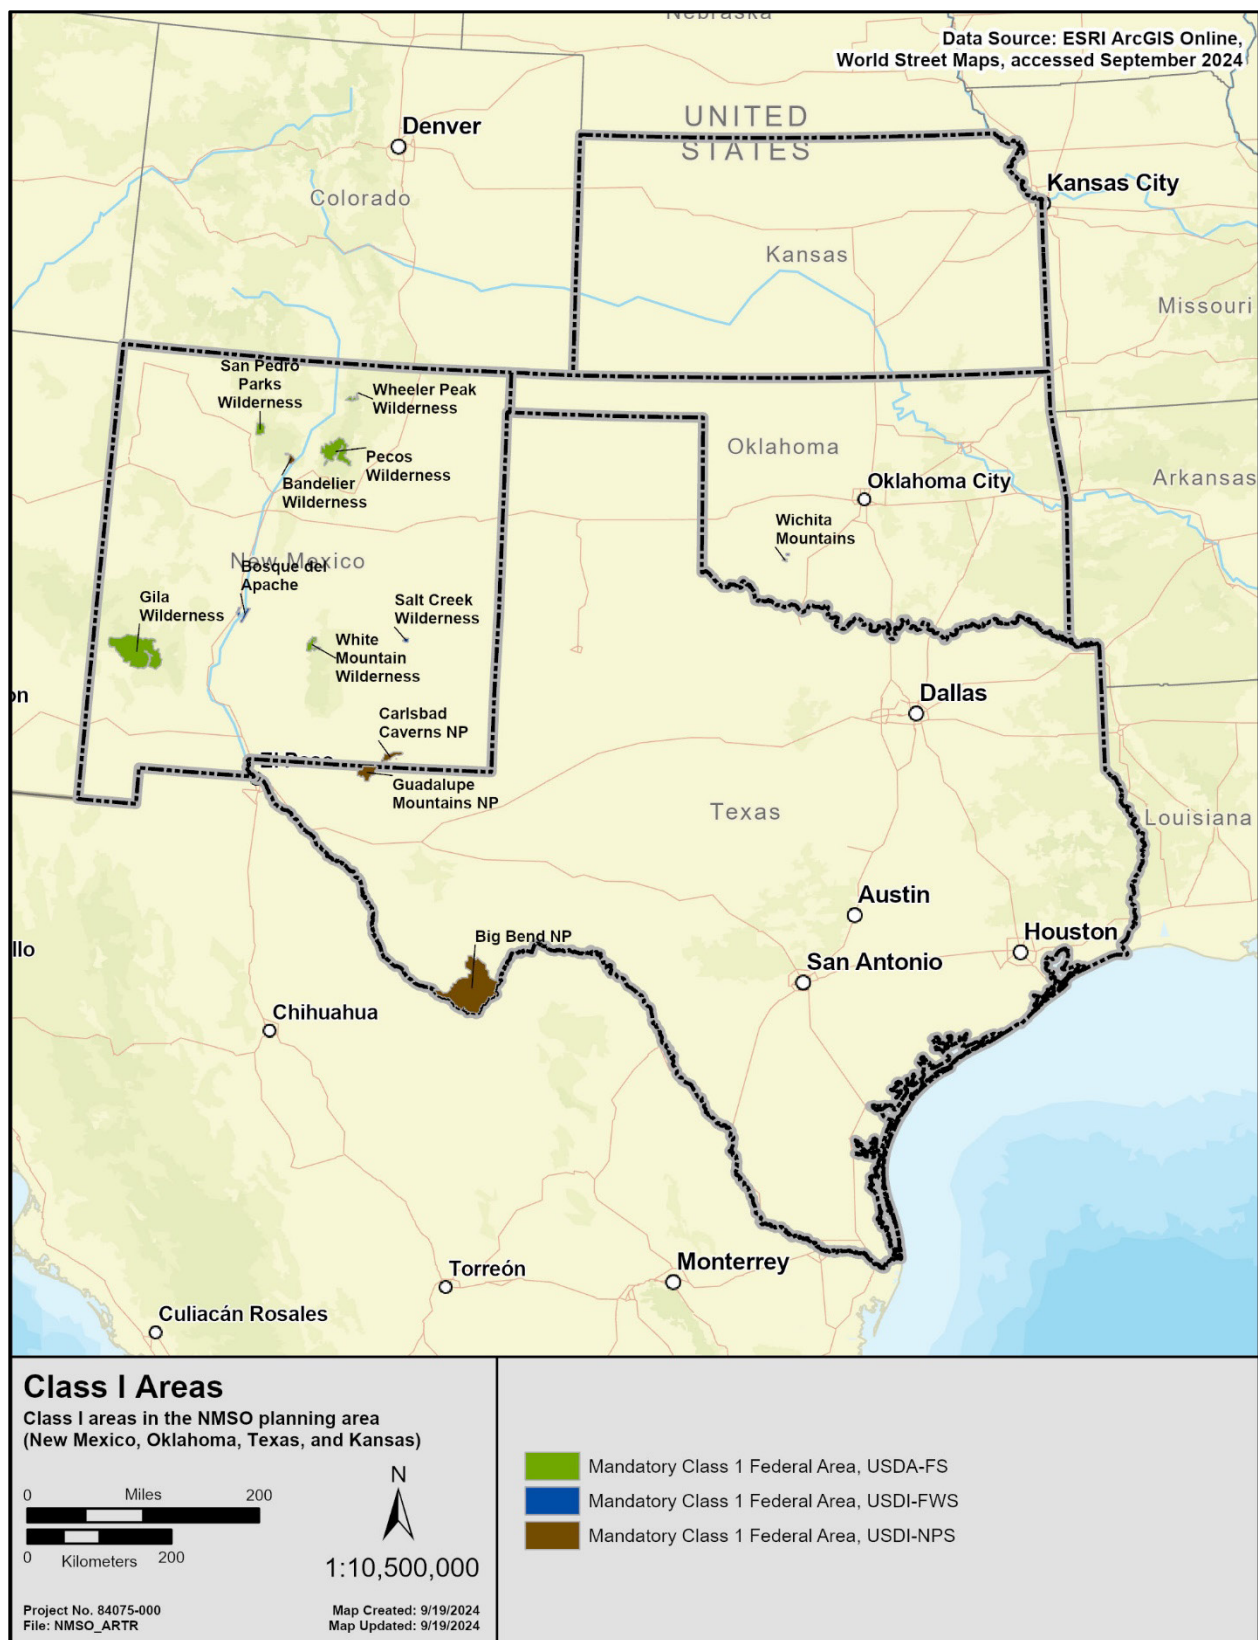 Nebraska
Data Source: ESRI ArcGIS Online,
World Street Maps, accessed September 2024
UNITED
STATES
Denver
Colorado
Kansas City
Kansas
Missouri
San Pedro
Parks
Wilderness
Wheeler Peak
Wilderness
Pecos
Wilderness
Bandelier
Wilderness
Oklahoma
Oklahoma City
Arkansas
Wichita
Mountains
New Mexico
Bosque del
Apache
Gila
Wilderness
Salt Creek
Wilderness
White
Mountain
Wilderness
on
Dallas
Carlsbad
Caverns NP
El Paso
Guadalupe
Mountains NP
Texas
Louisiana
Austin
Houston
Big Bend NP
San Antonio
llo
Chihuahua
Torreón
Monterrey
Culiacán Rosales
Class I Areas
Class I areas in the NMSO planning area
(New Mexico, Oklahoma, Texas, and Kansas)
0 Miles 200
0 Kilometers 200
N
1:10,500,000
Project No. 84075-000
File: NMSO_ARTR
Map Created: 9/19/2024
Map Updated: 9/19/2024
Mandatory Class 1 Federal Area, USDA-FS
Mandatory Class 1 Federal Area, USDI-FWS
Mandatory Class 1 Federal Area, USDI-NPS